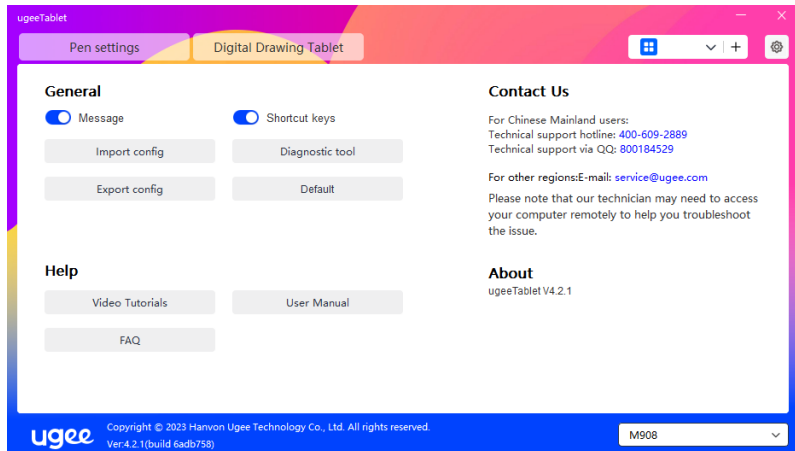 ugeeTablet
Pen settings
Digital Drawing Tablet
General
Message
Shortcut keys
Import config
Diagnostic tool
Export config
Default
Help
Video Tutorials
User Manual
FAQ
Contact Us
For Chinese Mainland users:
Technical support hotline: 400-609-2889
Technical support via QQ: 800184529
For other regions:E-mail: service@ugee.com
Please note that our technician may need to access
your computer remotely to help you troubleshoot
the issue.
About
ugeeTablet V4.2.1
ugee
Copyright © 2023 Hanvon Ugee Technology Co., Ltd. All rights reserved.
Ver:4.2.1(build 6adb758)
M908